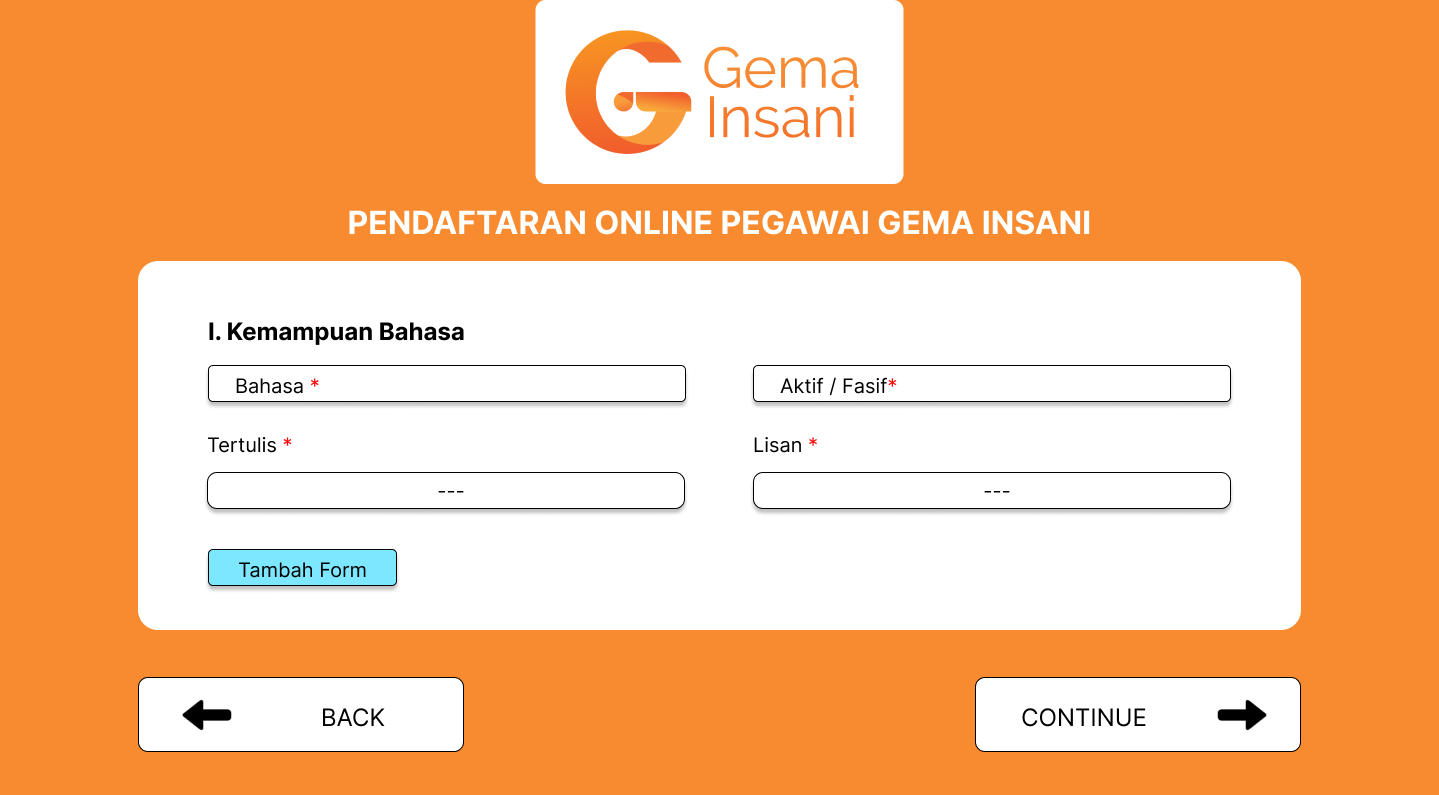 Gema
Insani
PENDAFTARAN ONLINE PEGAWAI GEMA INSANI
I. Kemampuan Bahasa
Bahasa *
Aktif / Fasif*
Tertulis *
Lisan *
---
---
Tambah Form
BACK
CONTINUE